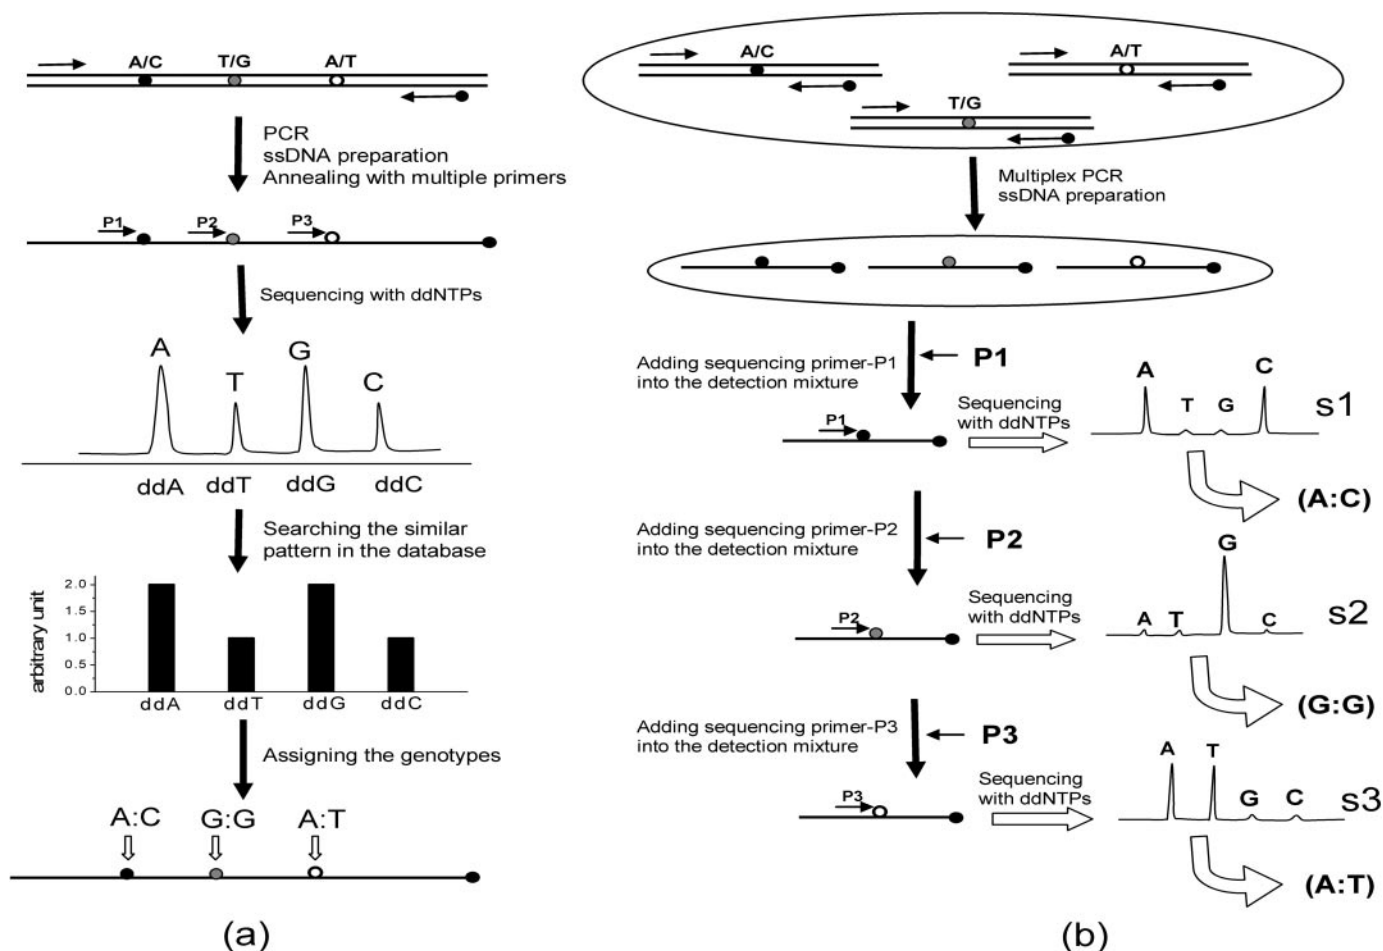 A/C T/G A/T
PCR
ssDNA preparation
Annealing with multiple primers
P1 P2 P3
Sequencing with ddNTPs
A T G C
ddA ddT ddG ddC
Searching the similar
pattern in the database
arbitrary unit
2.0
1.5
1.0
0.5
0.0
ddA ddT ddG ddC
Assigning the genotypes
A:C G:G A:T
(a)
A/C A/T
T/G
Multiplex PCR
ssDNA preparation
Adding sequencing primer-P1
into the detection mixture
P1
P1
Sequencing
with ddNTPs
A T G C
s1
(A:C)
Adding sequencing primer-P2
into the detection mixture
P2
P2
Sequencing
with ddNTPs
A T G C
s2
(G:G)
Adding sequencing primer-P3
into the detection mixture
P3
P3
Sequencing
with ddNTPs
A T G C
s3
(A:T)
(b)